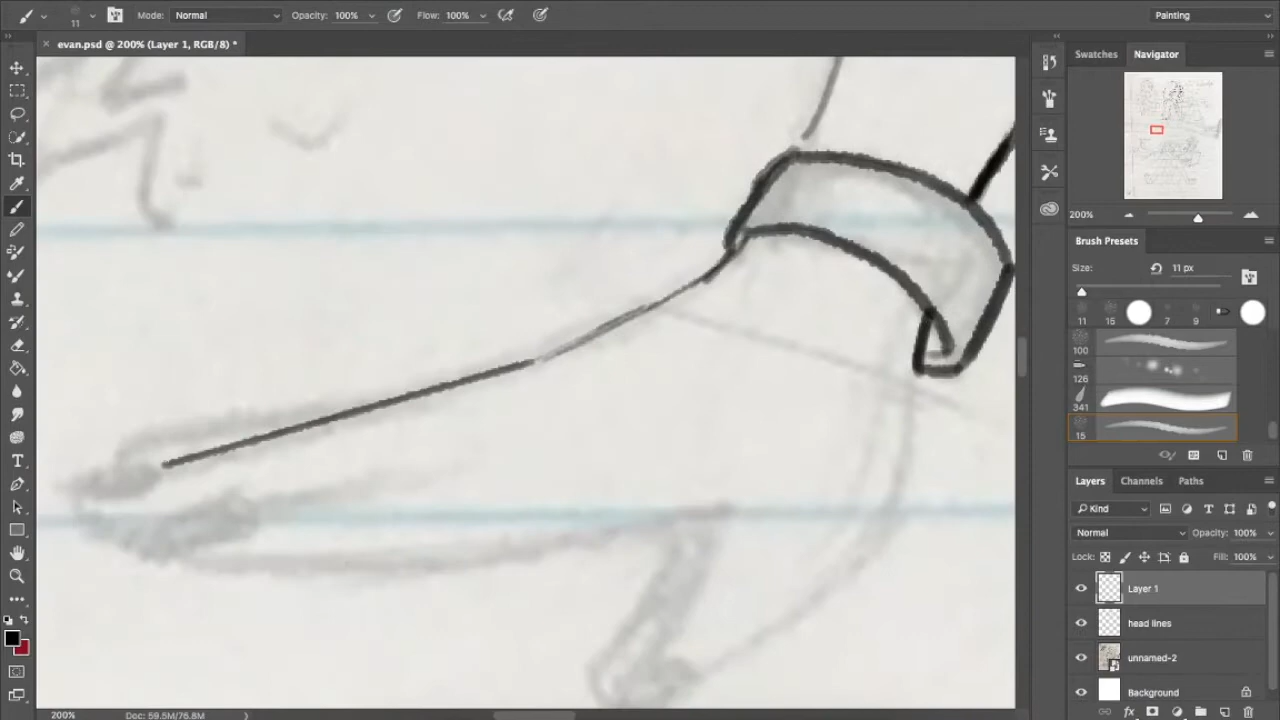 11
Mode: Normal
Opacity: 100%
Flow: 100%
Painting
evan.psd @ 200% (Layer 1, RGB/8) *
Swatches
Navigator
200%
Brush Presets
Size:
11 px
11
15
7
9
100
126
341
15
Layers
Channels
Paths
Kind
Normal
Opacity: 100%
Lock:
Fill: 100%
Layer 1
head lines
unnamed-2
Background
200%
Doc: 59.5M/76.8M